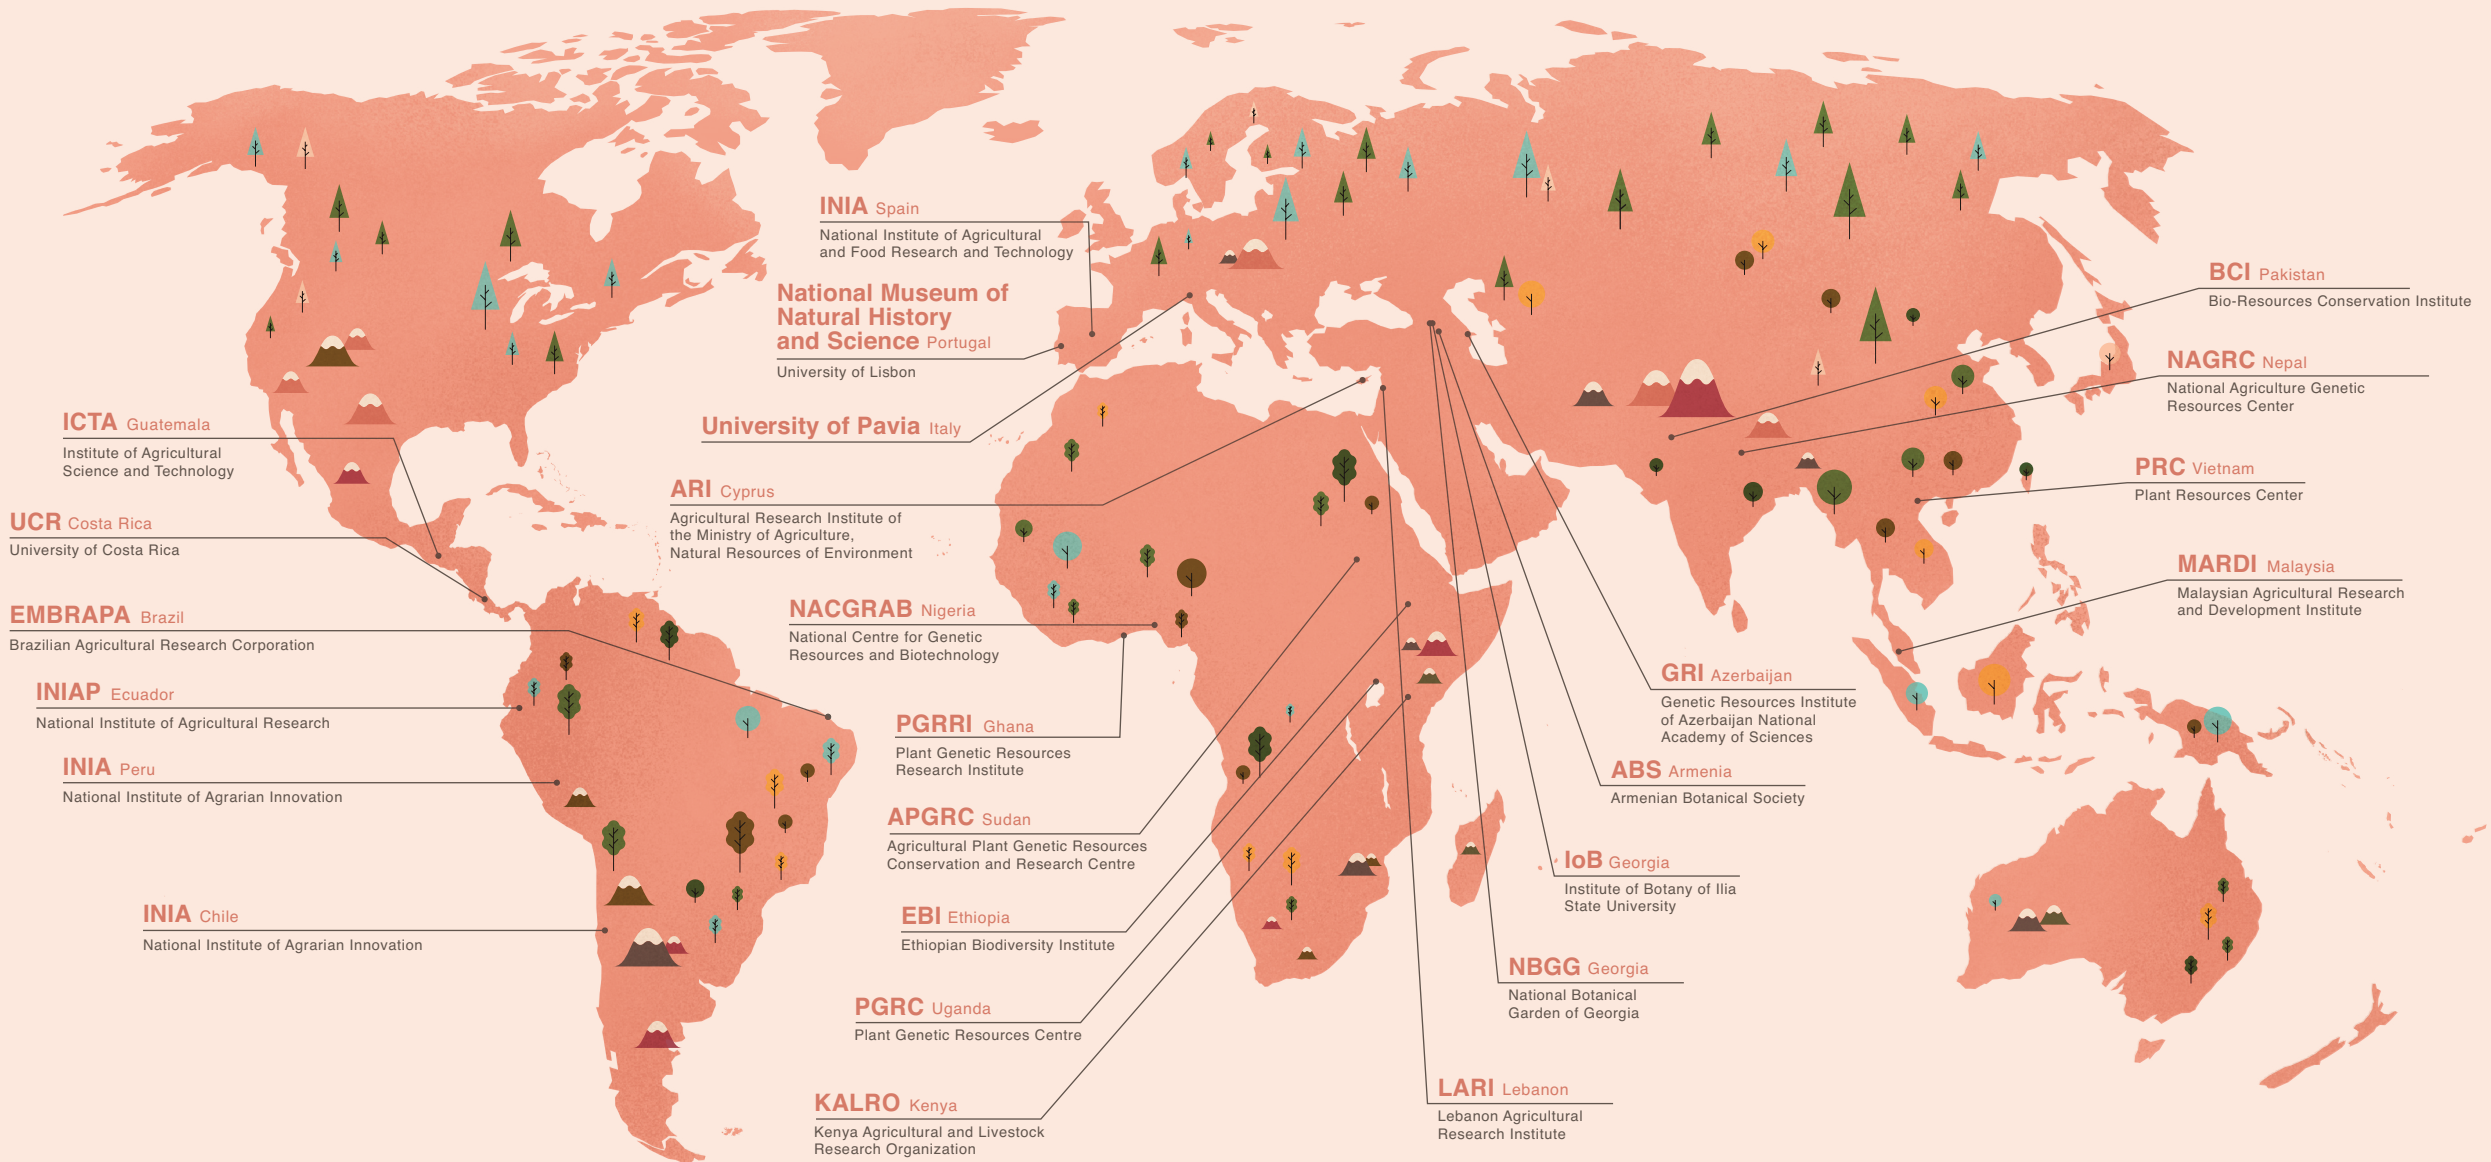 INIA Spain
National Institute of Agricultural
and Food Research and Technology
National Museum of
Natural History
and Science Portugal
University of Lisbon
University of Pavia Italy
ARI Cyprus
Agricultural Research Institute of
the Ministry of Agriculture,
Natural Resources of Environment
NACGRAB Nigeria
National Centre for Genetic
Resources and Biotechnology
PGRRI Ghana
Plant Genetic Resources
Research Institute
APGRC Sudan
Agricultural Plant Genetic Resources
Conservation and Research Centre
EBI Ethiopia
Ethiopian Biodiversity Institute
PGRC Uganda
Plant Genetic Resources Centre
KALRO Kenya
Kenya Agricultural and Livestock
Research Organization
ICTA Guatemala
Institute of Agricultural
Science and Technology
UCR Costa Rica
University of Costa Rica
EMBRAPA Brazil
Brazilian Agricultural Research Corporation
INIAP Ecuador
National Institute of Agricultural Research
INIA Peru
National Institute of Agrarian Innovation
INIA Chile
National Institute of Agrarian Innovation
BCI Pakistan
Bio-Resources Conservation Institute
NAGRC Nepal
National Agriculture Genetic
Resources Center
PRC Vietnam
Plant Resources Center
MARDI Malaysia
Malaysian Agricultural Research
and Development Institute
GRI Azerbaijan
Genetic Resources Institute
of Azerbaijan National
Academy of Sciences
ABS Armenia
Armenian Botanical Society
IoB Georgia
Institute of Botany of Ilia
State University
NBGG Georgia
National Botanical
Garden of Georgia
LARI Lebanon
Lebanon Agricultural
Research Institute